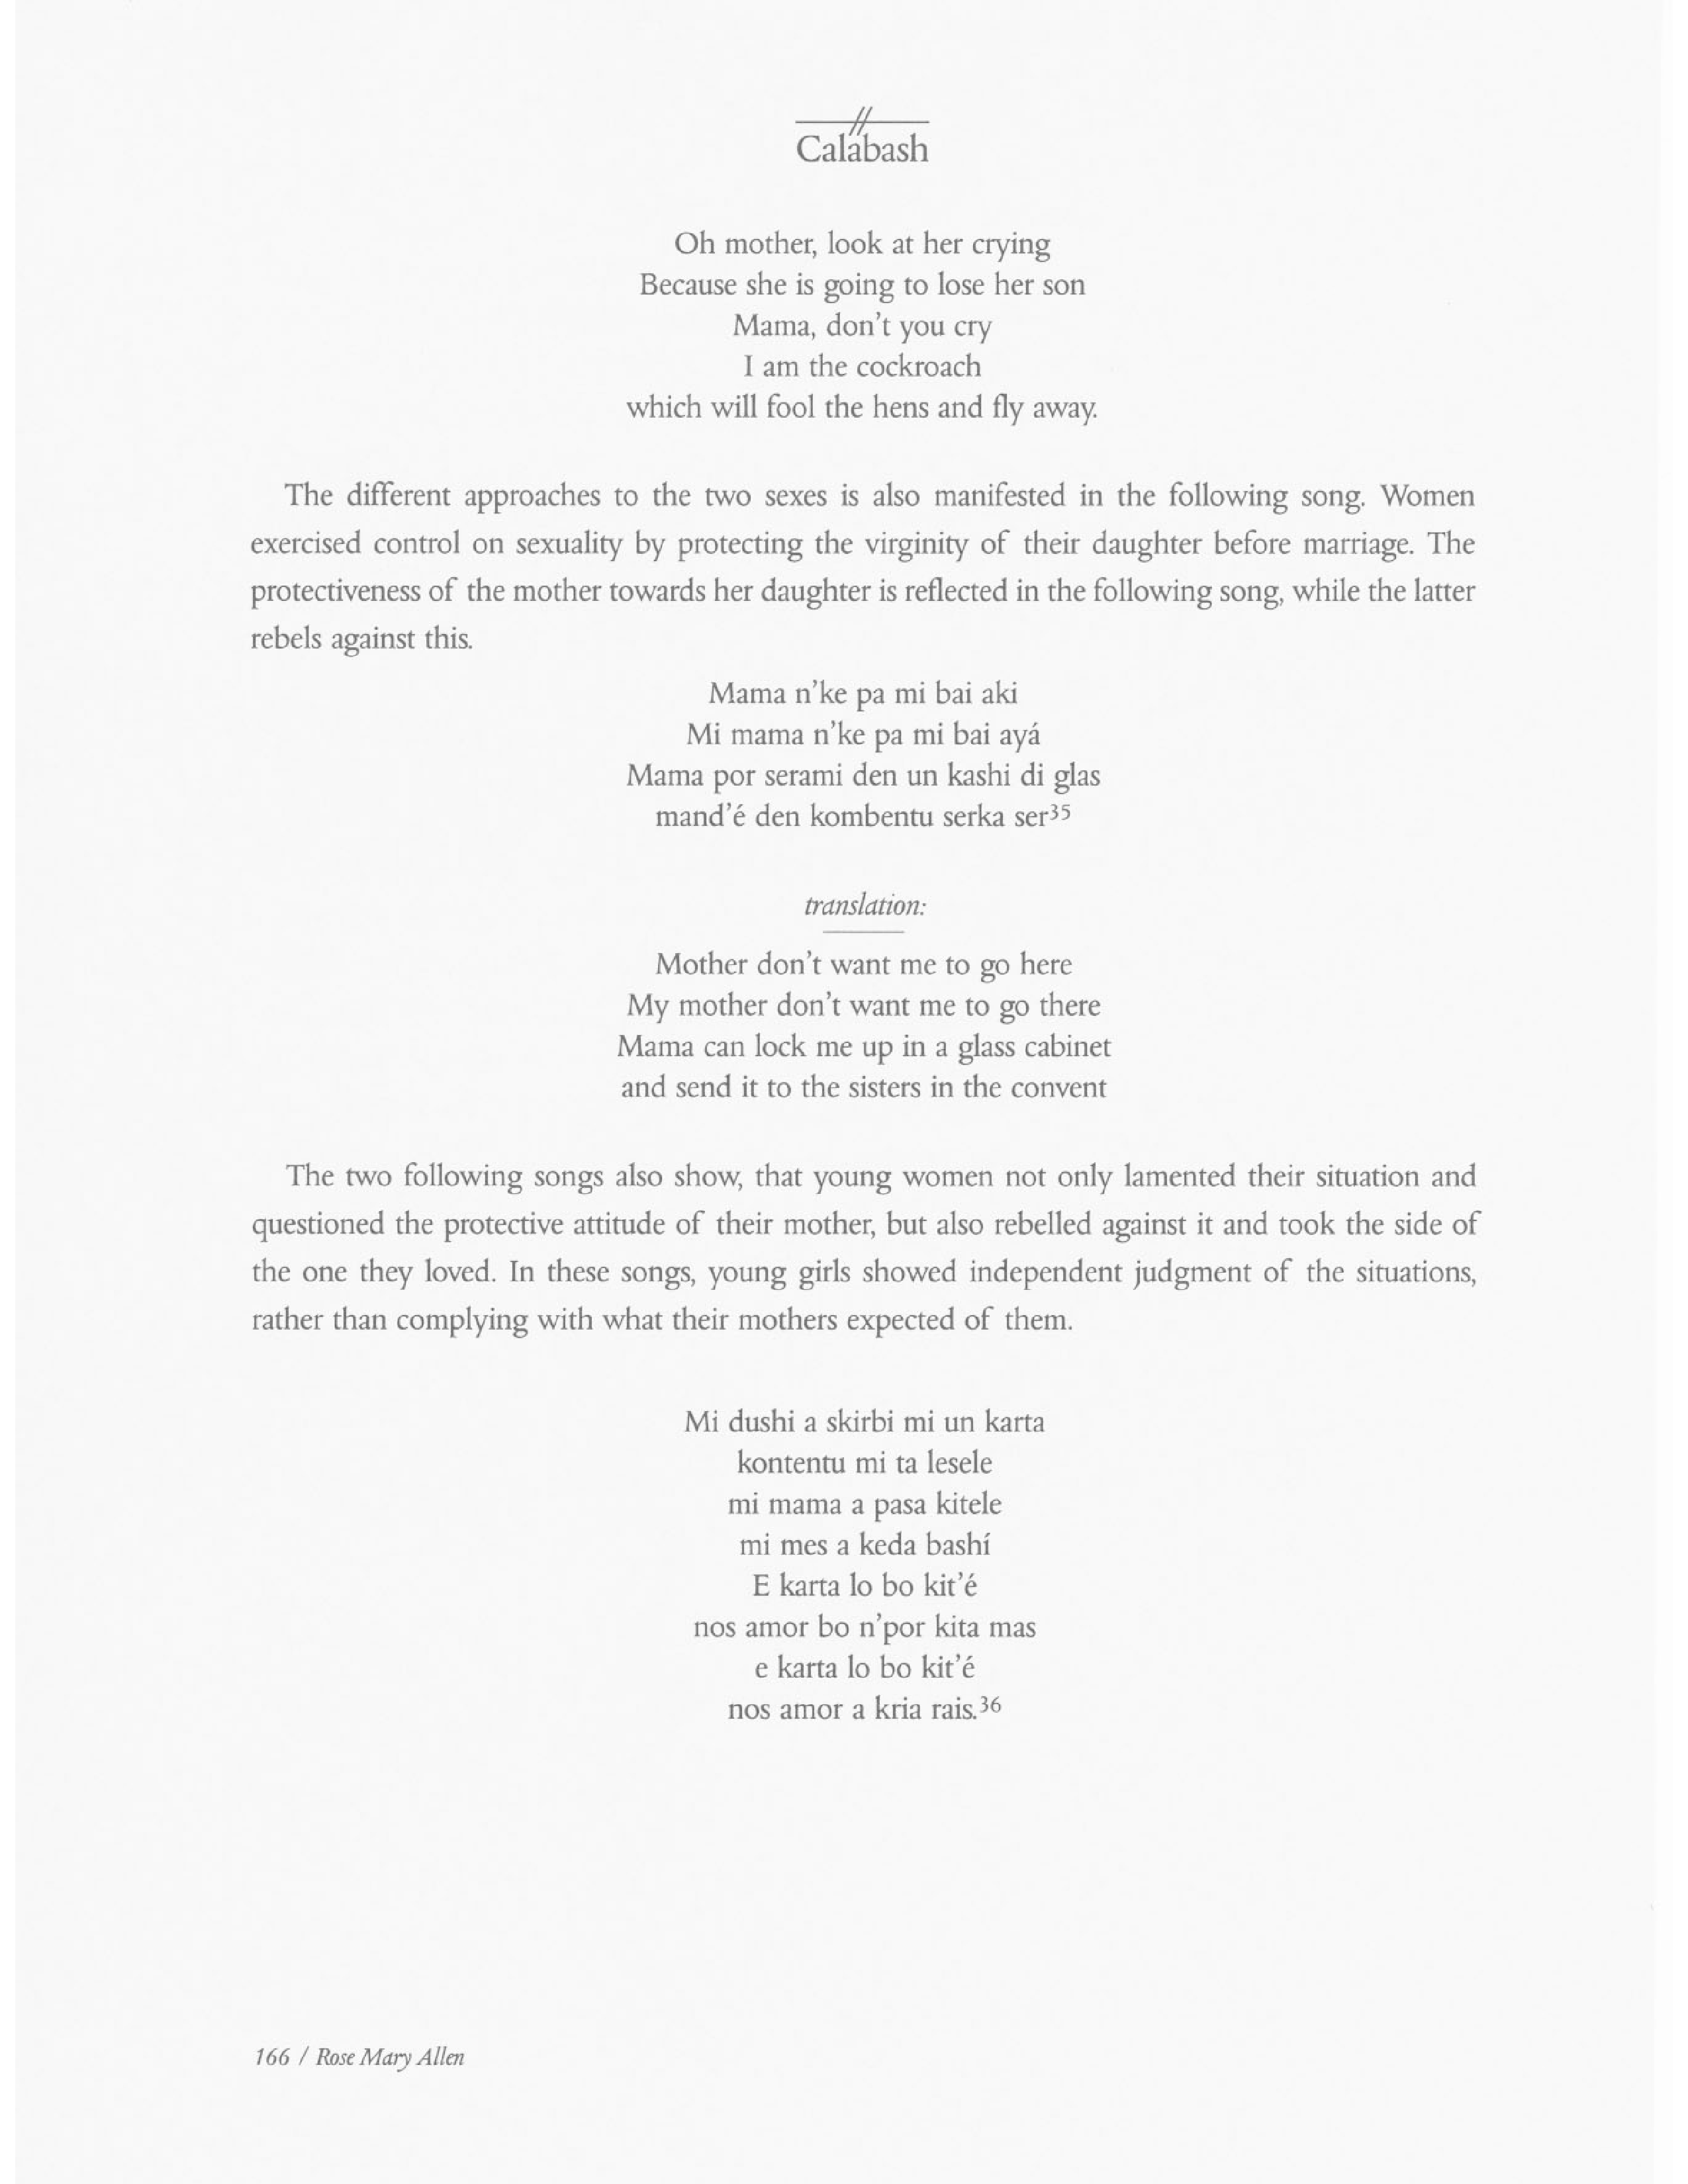 Calabash
Oh mother, look at her crying
Because she is going to lose her son
Mama, don't you cry
I am the cockroach
which will fool the hens and fly away.
The different approaches to the two sexes is also manifested in the following song. Women
exercised control on sexuality by protecting the virginity of their daughter before marriage. The
protectiveness of the mother towards her daughter is reflected in the following song, while the latter
rebels against this.
Mama n'ke pa mi bai aki
Mi mama n'ke pa mi bai ayá
Mama por serami den un kashi di glas
mand'é den kombentu serka ser35
translation:
Mother don't want me to go here
My mother don't want me to go there
Mama can lock me up in a glass cabinet
and send it to the sisters in the convent
The two following songs also show, that young women not only lamented their situation and
questioned the protective attitude of their mother, but also rebelled against it and took the side of
the one they loved. In these songs, young girls showed independent judgment of the situations,
rather than complying with what their mothers expected of them.
Mi dushi a skirbi mi un karta
kontentu mi ta lesele
mi mama a pasa kitele
mi mes a keda bashí
E karta lo bo kit'é
nos amor bo n'por kita mas
e karta lo bo kit'é
nos amor a kria rais.36
166 / Rose Mary Allen